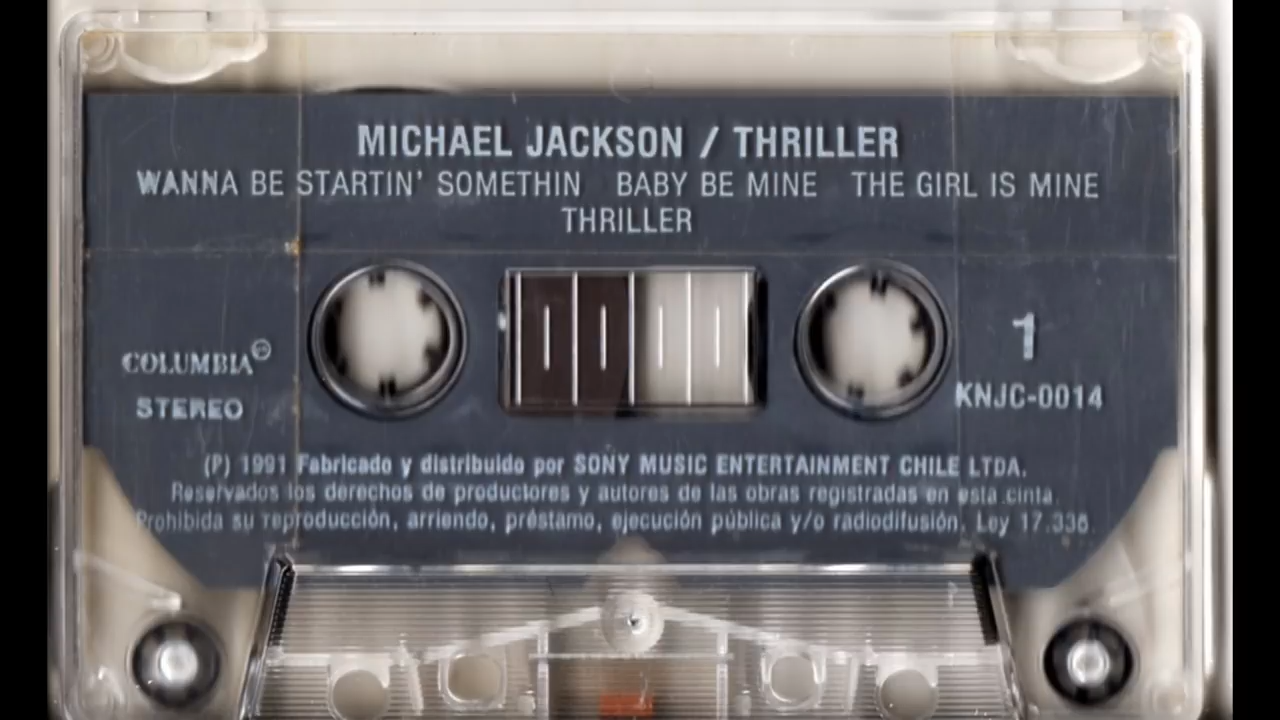 MICHAEL JACKSON / THRILLER
WANNA BE STARTIN' SOMETHIN BABY BE MINE THE GIRL IS MINE
THRILLER
COLUMBIA
STEREO
1
KNJC-0014
(P) 1991 Fabricado y distribuido por SONY MUSIC ENTERTAINMENT CHILE LTDA.
Reservados los derechos de productores y autores de las obras registradas en esta cinta.
Prohibida su reproducción, arriendo, préstamo, ejecución pública y/o radiodifusión. Ley 17.336.